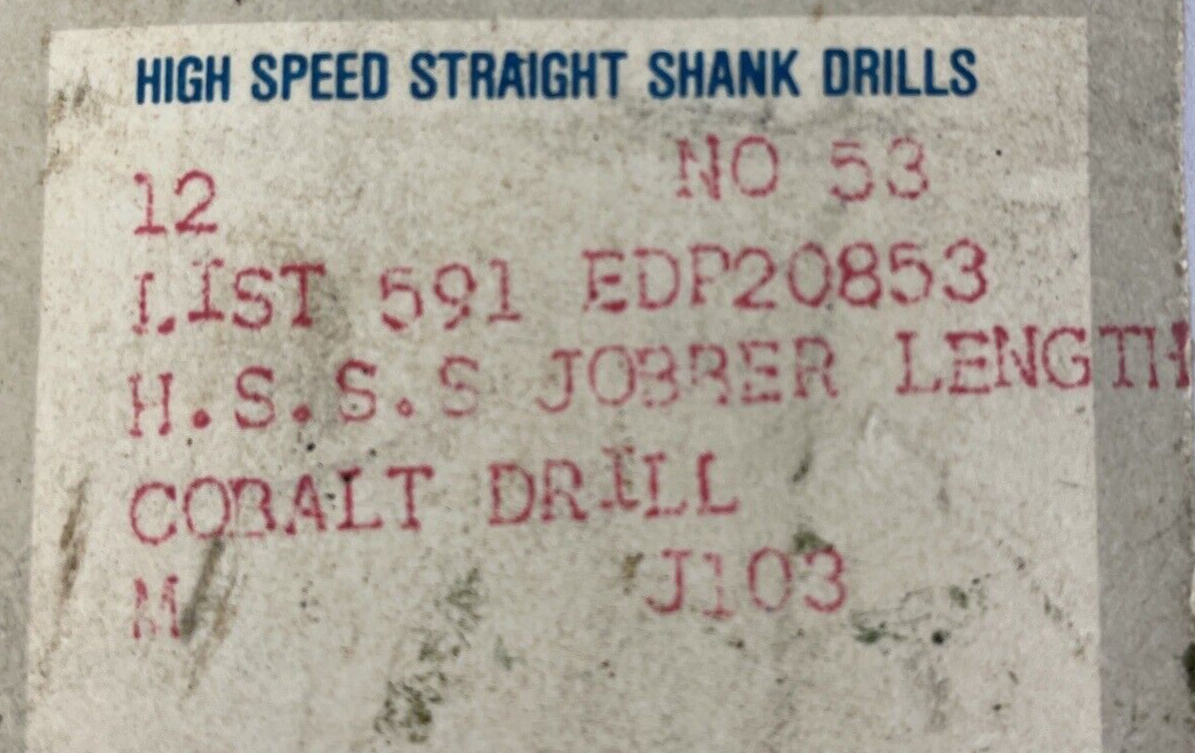 HIGH SPEED STRAIGHT SHANK DRILLS
12 NO 53
LIST 591 EDP20853
H.S.S.S JOBBER LENGTH
COBALT DRILL
M J103